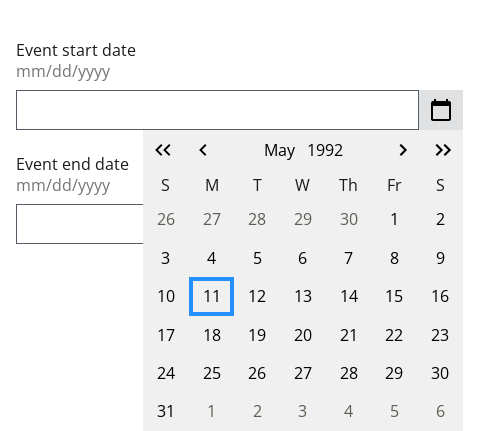 Event start date
mm/dd/yyyy
May 1992
S M T W Th Fr S
26 27 28 29 30 1 2
3 4 5 6 7 8 9
10 11 12 13 14 15 16
17 18 19 20 21 22 23
24 25 26 27 28 29 30
31 1 2 3 4 5 6
Event end date
mm/dd/yyyy